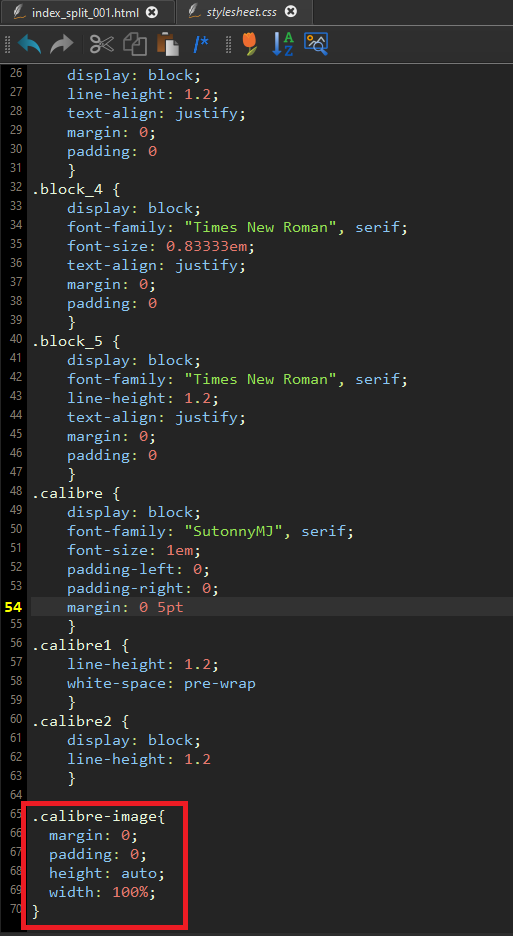 index_split_001.html
stylesheet.css
/*
A
Z
26 display: block;
27 line-height: 1.2;
28 text-align: justify;
29 margin: 0;
30 padding: 0
31 }
32 .block_4 {
33 display: block;
34 font-family: "Times New Roman", serif;
35 font-size: 0.83333em;
36 text-align: justify;
37 margin: 0;
38 padding: 0
39 }
40 .block_5 {
41 display: block;
42 font-family: "Times New Roman", serif;
43 line-height: 1.2;
44 text-align: justify;
45 margin: 0;
46 padding: 0
47 }
48 .calibre {
49 display: block;
50 font-family: "SutonnyMJ", serif;
51 font-size: 1em;
52 padding-left: 0;
53 padding-right: 0;
54 margin: 0 5pt
55 }
56 .calibre1 {
57 line-height: 1.2;
58 white-space: pre-wrap
59 }
60 .calibre2 {
61 display: block;
62 line-height: 1.2
63 }
64
65 .calibre-image{
66 margin: 0;
67 padding: 0;
68 height: auto;
69 width: 100%;
70 }